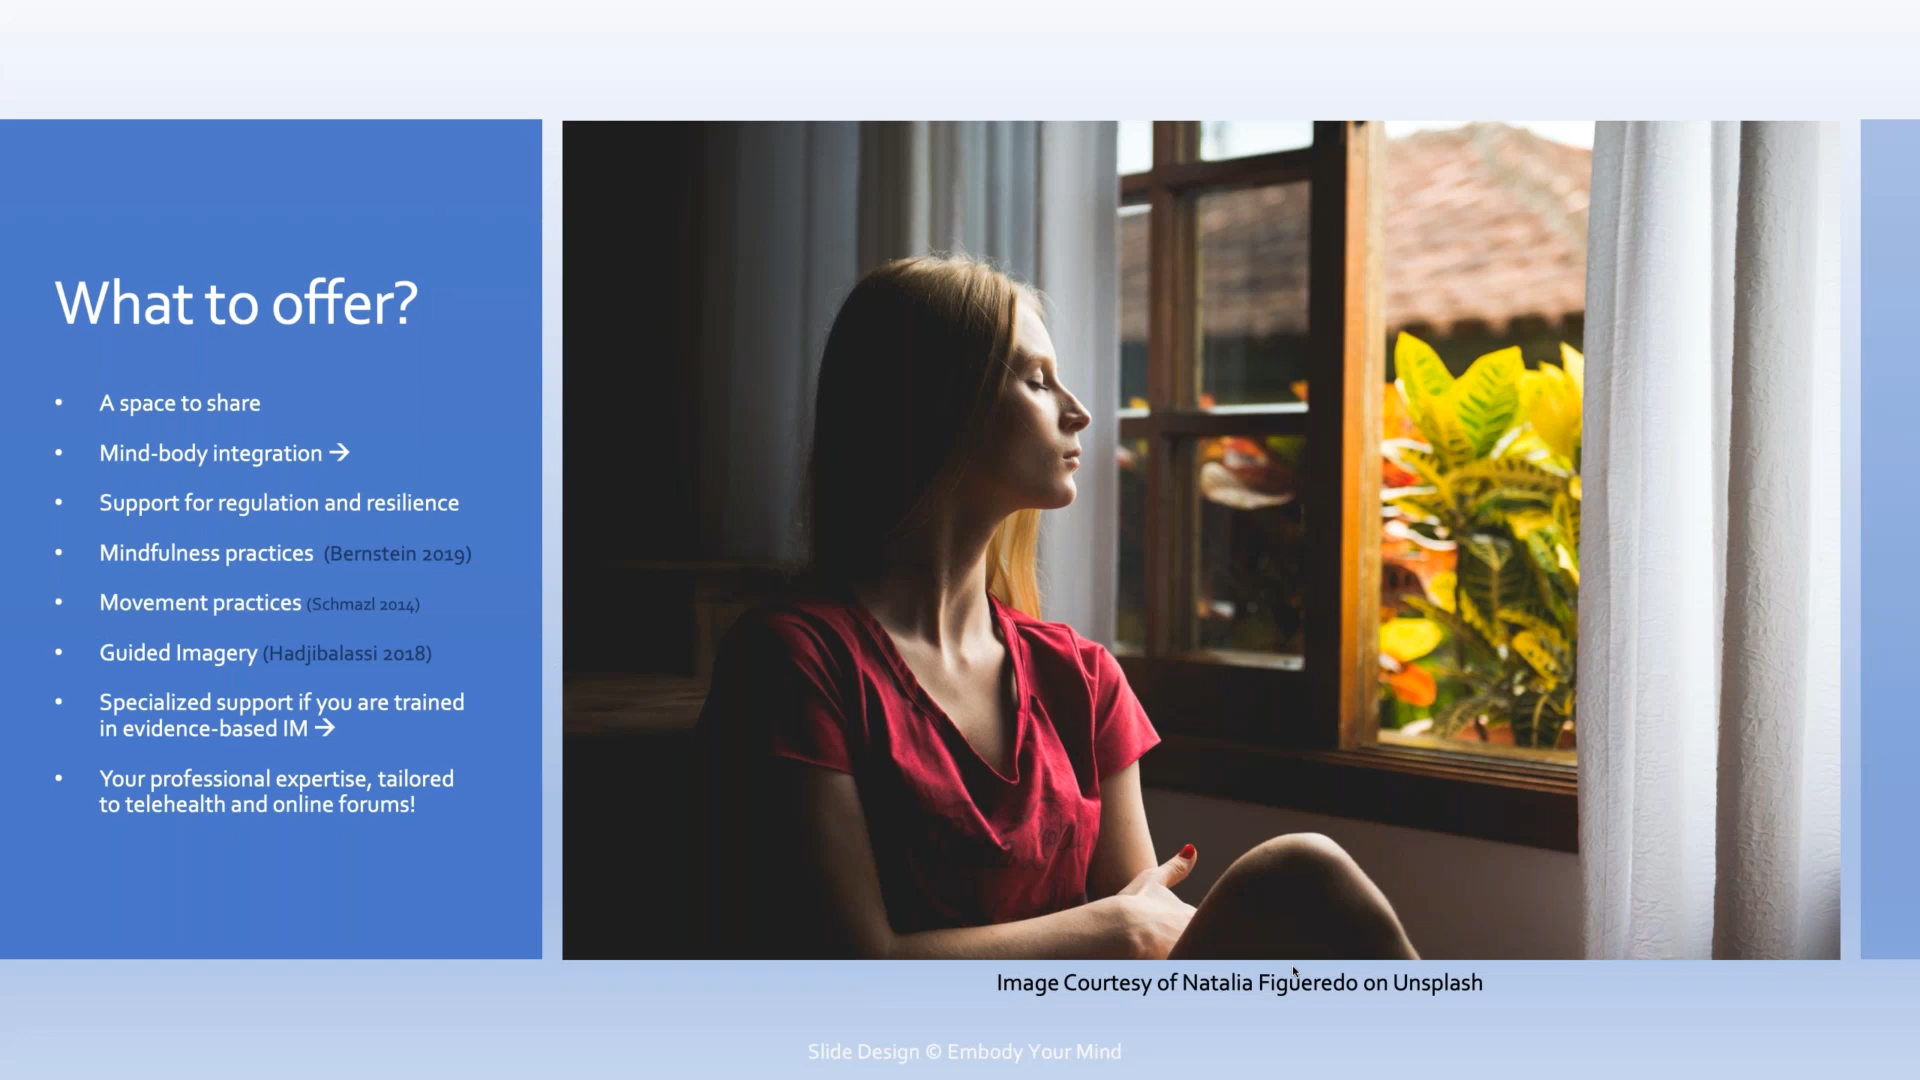 What to offer?
• A space to share
• Mind-body integration →
• Support for regulation and resilience
• Mindfulness practices (Bernstein 2019)
• Movement practices (Schmazl 2014)
• Guided Imagery (Hadjibalassi 2018)
• Specialized support if you are trained
in evidence-based IM →
• Your professional expertise, tailored
to telehealth and online forums!
Image Courtesy of Natalia Figueredo on Unsplash
Slide Design © Embody Your Mind